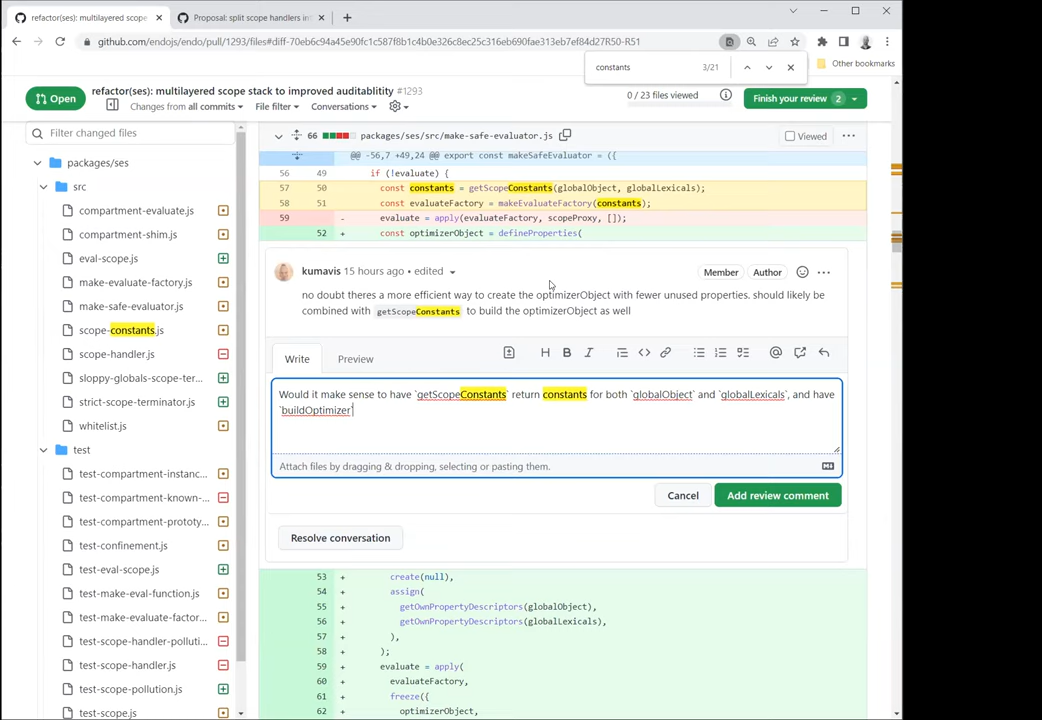 refactor(ses): multilayered scope
Proposal: split scope handlers in
github.com/endojs/endo/pull/1293/files#diff-70eb6c94a45e90fc1c587f8b1c4b0e326c8ec25c316eb690fae313eb7ef84d27R50-R51
constants
3/21
Other bookmarks
Open
refactor(ses): multilayered scope stack to improved auditablitity #1293
Changes from all commits
File filter
Conversations
0 / 23 files viewed
Finish your review 2
Filter changed files
packages/ses
src
compartment-evaluate.js
compartment-shim.js
eval-scope.js
make-evaluate-factory.js
make-safe-evaluator.js
scope-constants.js
scope-handler.js
sloppy-globals-scope-ter...
strict-scope-terminator.js
whitelist.js
test
test-compartment-instanc...
test-compartment-known-...
test-compartment-prototy...
test-confinement.js
test-eval-scope.js
test-make-eval-function.js
test-make-evaluate-factor...
test-scope-handler-polluti...
test-scope-handler.js
test-scope-pollution.js
test-scope.js
66 packages/ses/src/make-safe-evaluator.js
Viewed
@@ -56,7 +49,24 @@ export const makeSafeEvaluator = ({
56 49 if (!evaluate) {
57 50 const constants = getScopeConstants(globalObject, globalLexicals);
58 51 const evaluateFactory = makeEvaluateFactory(constants);
59 - evaluate = apply(evaluateFactory, scopeProxy, []);
52 + const optimizerObject = defineProperties(
kumavis 15 hours ago • edited
Member
Author
no doubt theres a more efficient way to create the optimizerObject with fewer unused properties. should likely be
combined with getScopeConstants to build the optimizerObject as well
Write
Preview
Would it make sense to have `getScopeConstants` return constants for both `globalObject` and `globalLexicals`, and have
`buildOptimizer`
Attach files by dragging & dropping, selecting or pasting them.
Cancel
Add review comment
Resolve conversation
53 + create(null),
54 + assign(
55 + getOwnPropertyDescriptors(globalObject),
56 + getOwnPropertyDescriptors(globalLexicals),
57 + ),
58 + );
59 + evaluate = apply(
60 + evaluateFactory,
61 + freeze({
62 + optimizerObject,